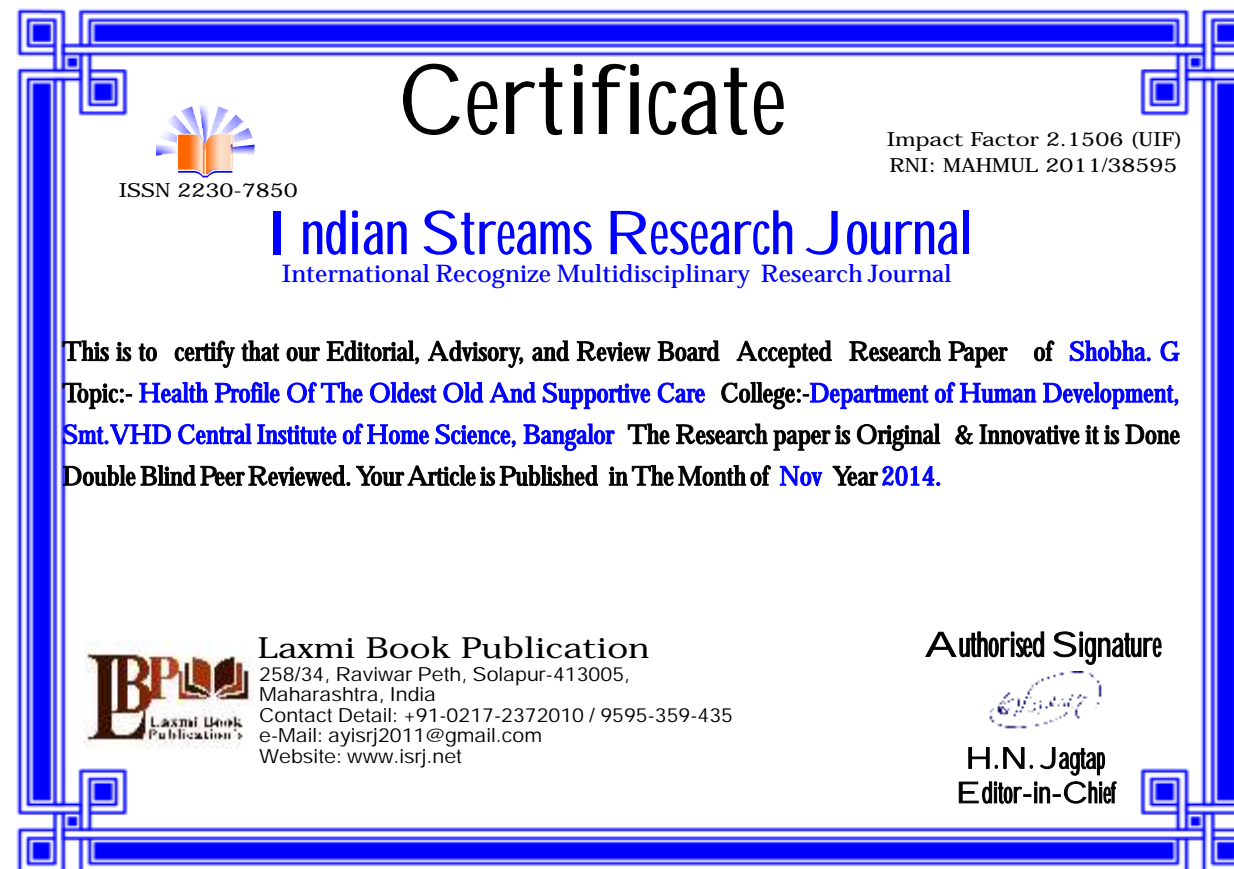 Certificate
Impact Factor 2.1506 (UIF)
RNI: MAHMUL 2011/38595
ISSN 2230-7850
Indian Streams Research Journal
International Recognize Multidisciplinary Research Journal
This is to certify that our Editorial, Advisory, and Review Board Accepted Research Paper of Shobha. G
Topic:- Health Profile Of The Oldest Old And Supportive Care College:-Department of Human Development,
Smt.VHD Central Institute of Home Science, Bangalor The Research paper is Original & Innovative it is Done
Double Blind Peer Reviewed. Your Article is Published in The Month of Nov Year 2014.
LBP
Laxmi Book
Publication's
Laxmi Book Publication
258/34, Raviwar Peth, Solapur-413005,
Maharashtra, India
Contact Detail: +91-0217-2372010 / 9595-359-435
e-Mail: ayisrj2011@gmail.com
Website: www.isrj.net
Authorised Signature
H.N. Jagtap
Editor-in-Chief